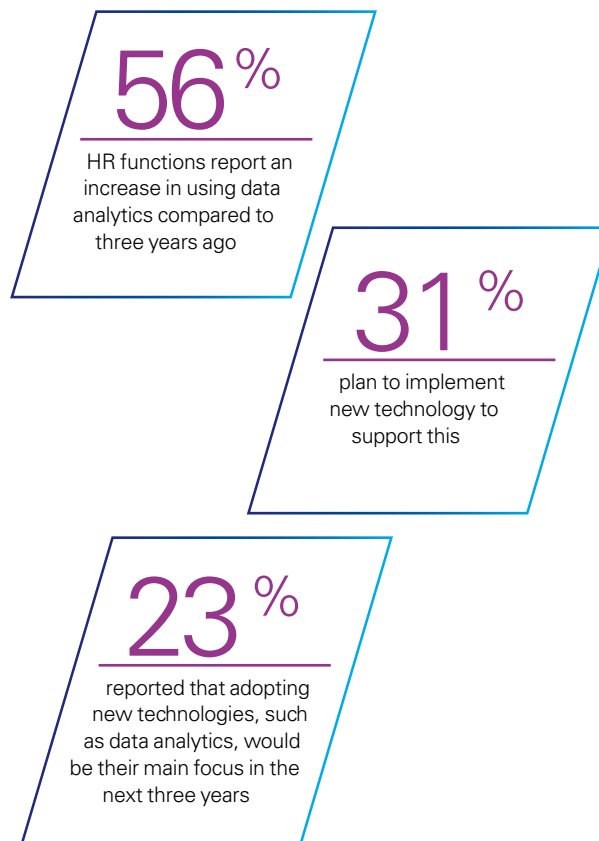 56%
HR functions report an
increase in using data
analytics compared to
three years ago
31%
plan to implement
new technology to
support this
23%
reported that adopting
new technologies, such
as data analytics, would
be their main focus in the
next three years